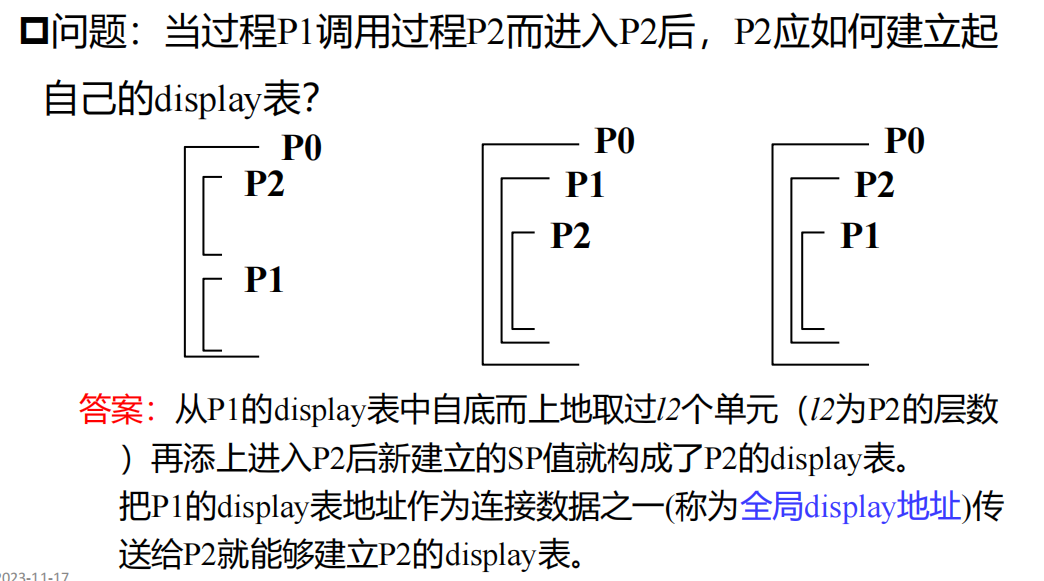 问题：当过程P1调用过程P2而进入P2后，P2应如何建立起
自己的display表？
P0
P2
P1
P0
P1
P2
P0
P2
P1
答案：从P1的display表中自底而上地取过l2个单元（l2为P2的层数
）再添上进入P2后新建立的SP值就构成了P2的display表。
把P1的display表地址作为连接数据之一(称为全局display地址)传
送给P2就能够建立P2的display表。
2023-11-17